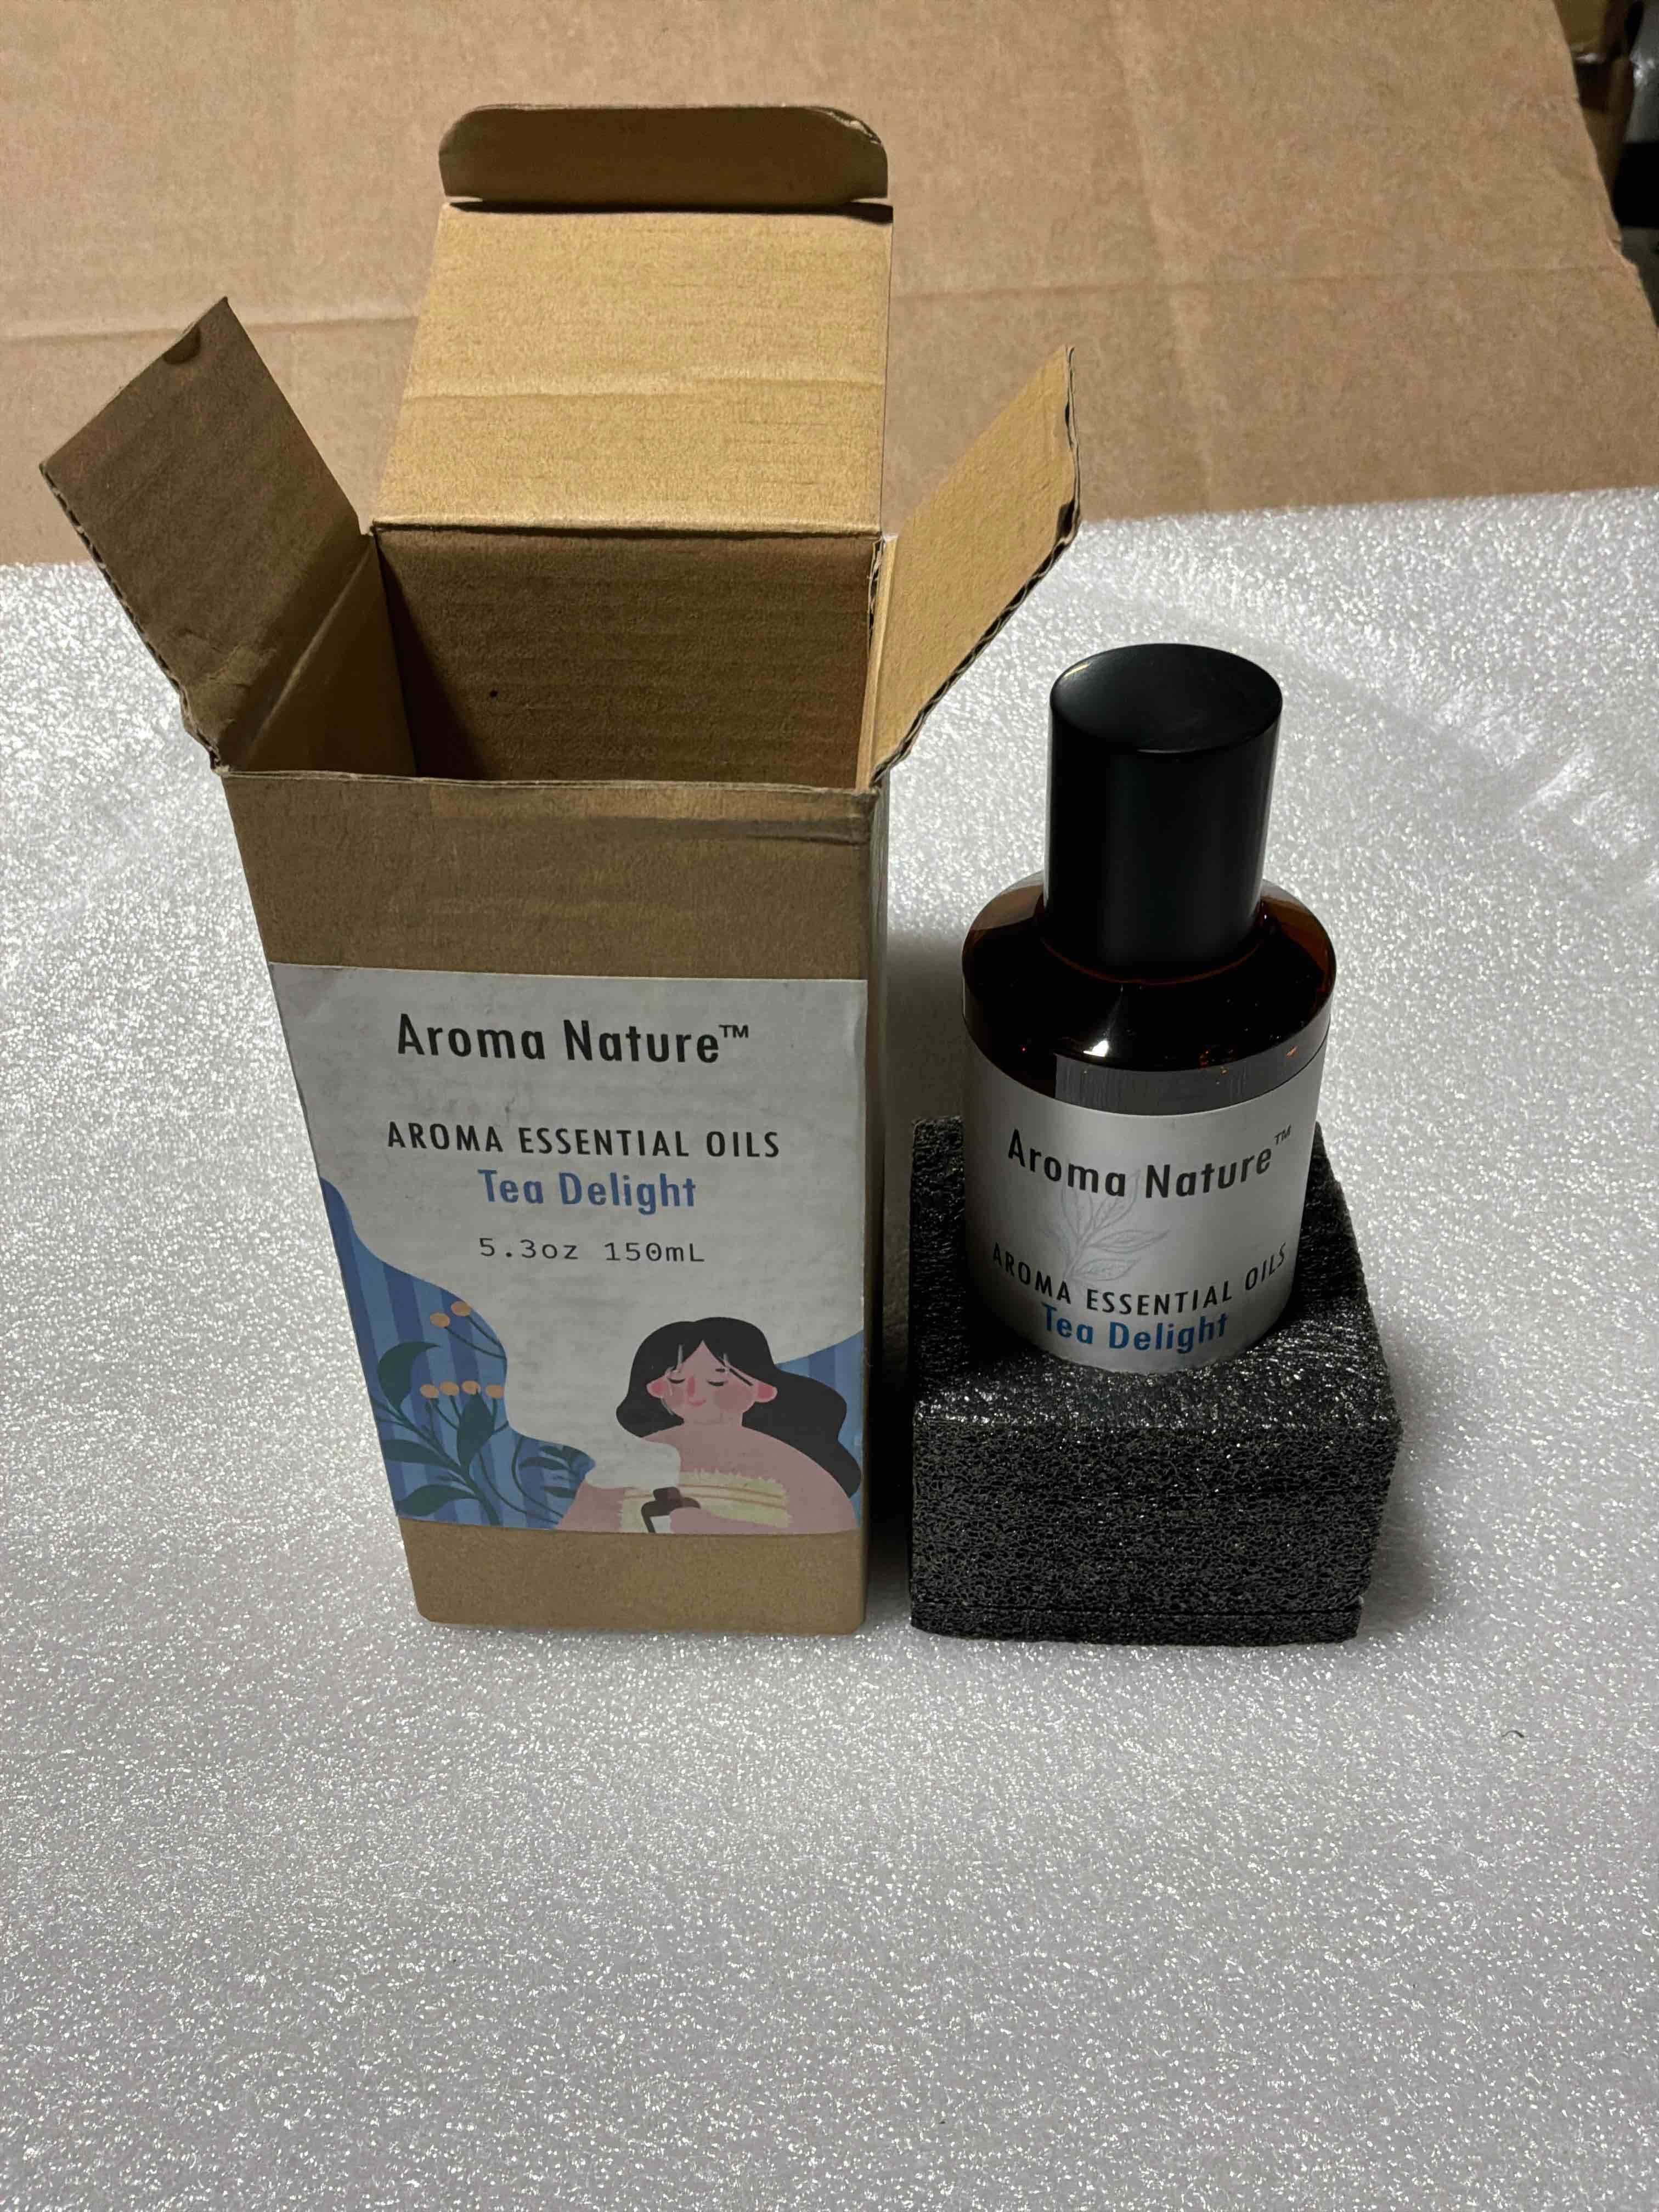 Aroma Nature™
AROMA ESSENTIAL OILS
Tea Delight
5.3oz 150mL
Aroma Nature™
AROMA ESSENTIAL OILS
Tea Delight